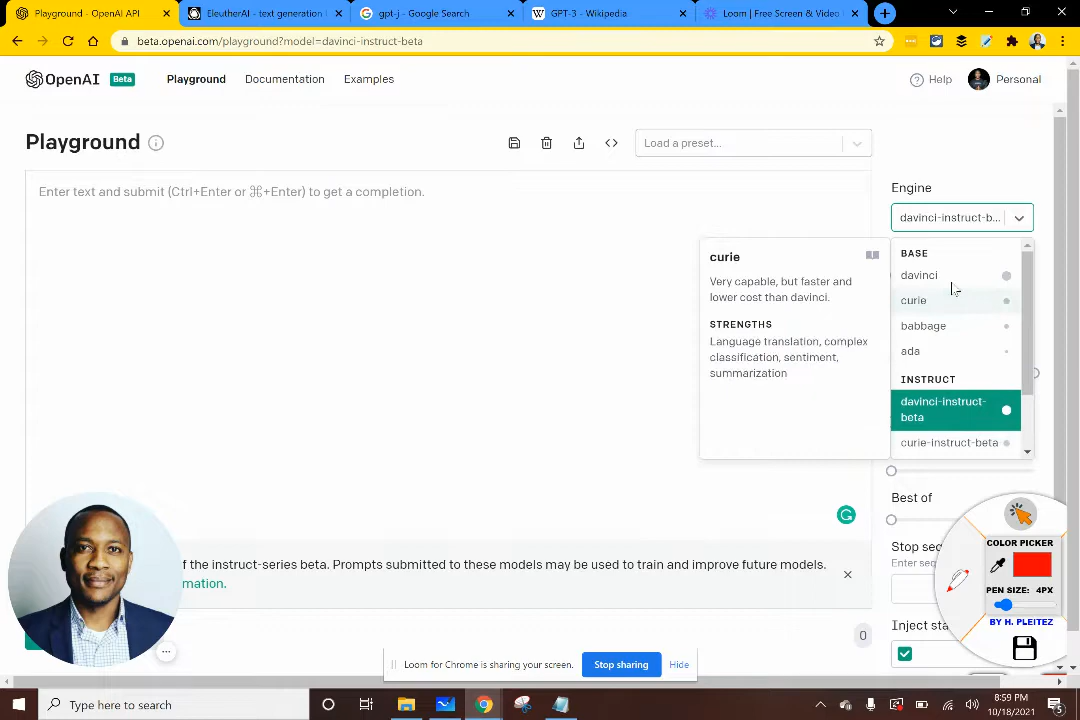 Playground - OpenAI API
EleutherAI - text generation
gpt-j - Google Search
GPT-3 - Wikipedia
Loom | Free Screen & Video
beta.openai.com/playground?model=davinci-instruct-beta
OpenAI Beta
Playground
Documentation
Examples
Help
Personal
Playground
Load a preset...
Enter text and submit (Ctrl+Enter or ⌘+Enter) to get a completion.
Engine
davinci-instruct-b...
curie
Very capable, but faster and
lower cost than davinci.
STRENGTHS
Language translation, complex
classification, sentiment,
summarization
BASE
davinci
curie
babbage
ada
INSTRUCT
davinci-instruct-
beta
curie-instruct-beta
Best of
Stop
Enter
Inject
of the instruct-series beta. Prompts submitted to these models may be used to train and improve future models.
0
COLOR PICKER
PEN SIZE: 4PX
BY H. PLEITEZ
Loom for Chrome is sharing your screen.
Stop sharing
Hide
Type here to search
8:59 PM
10/18/2021
5